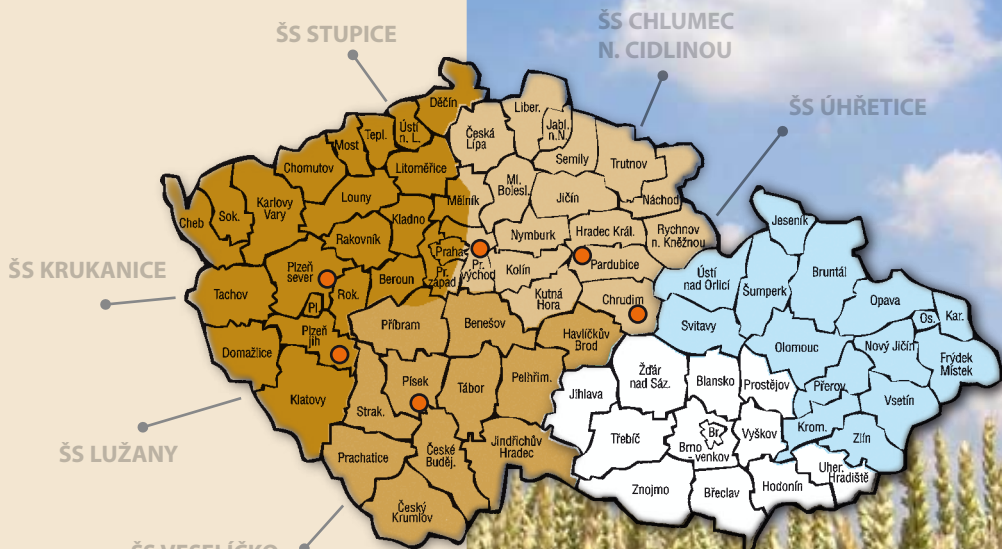 ŠS STUPICE
ŠS CHLUMEC
N. CIDLINOU
ŠS ÚHŘETICE
ŠS KRUKANICE
ŠS LUŽANY
ŠS VESELÍČKO
Děčín
Ústí
n. L.
Tepl.
Most
Chomutov
Litoměřice
Louny
Karlovy
Vary
Sok.
Cheb
Mělník
Kladno
Rakovník
Praha
Pr.
západ
Beroun
Rok.
Plzeň
sever
Pl.
Plzeň
jih
Tachov
Domažlice
Klatovy
Liber.
Jabl.
n.N.
Česká
Lípa
Semily
Trutnov
Ml.
Bolesl.
Jičín
Náchod
Nymburk
Hradec Král.
Rychnov
n. Kněžnou
Pr.
východ
Kolín
Pardubice
Kutná
Hora
Chrudim
Příbram
Benešov
Havlíčkův
Brod
Písek
Tábor
Pelhřim.
Strak.
Prachatice
České
Buděj.
Jindřichův
Hradec
Český
Krumlov
Jeseník
Ústí
nad Orlicí
Šumperk
Bruntál
Opava
Os.
Kar.
Svitavy
Olomouc
Nový Jičín
Frýdek
Místek
Přerov
Vsetín
Krom.
Zlín
Jihlava
Žďár
nad Sáz.
Blansko
Prostějov
Třebíč
Br.
Brno
-venkov
Vyškov
Uher.
Hradiště
Znojmo
Břeclav
Hodonín